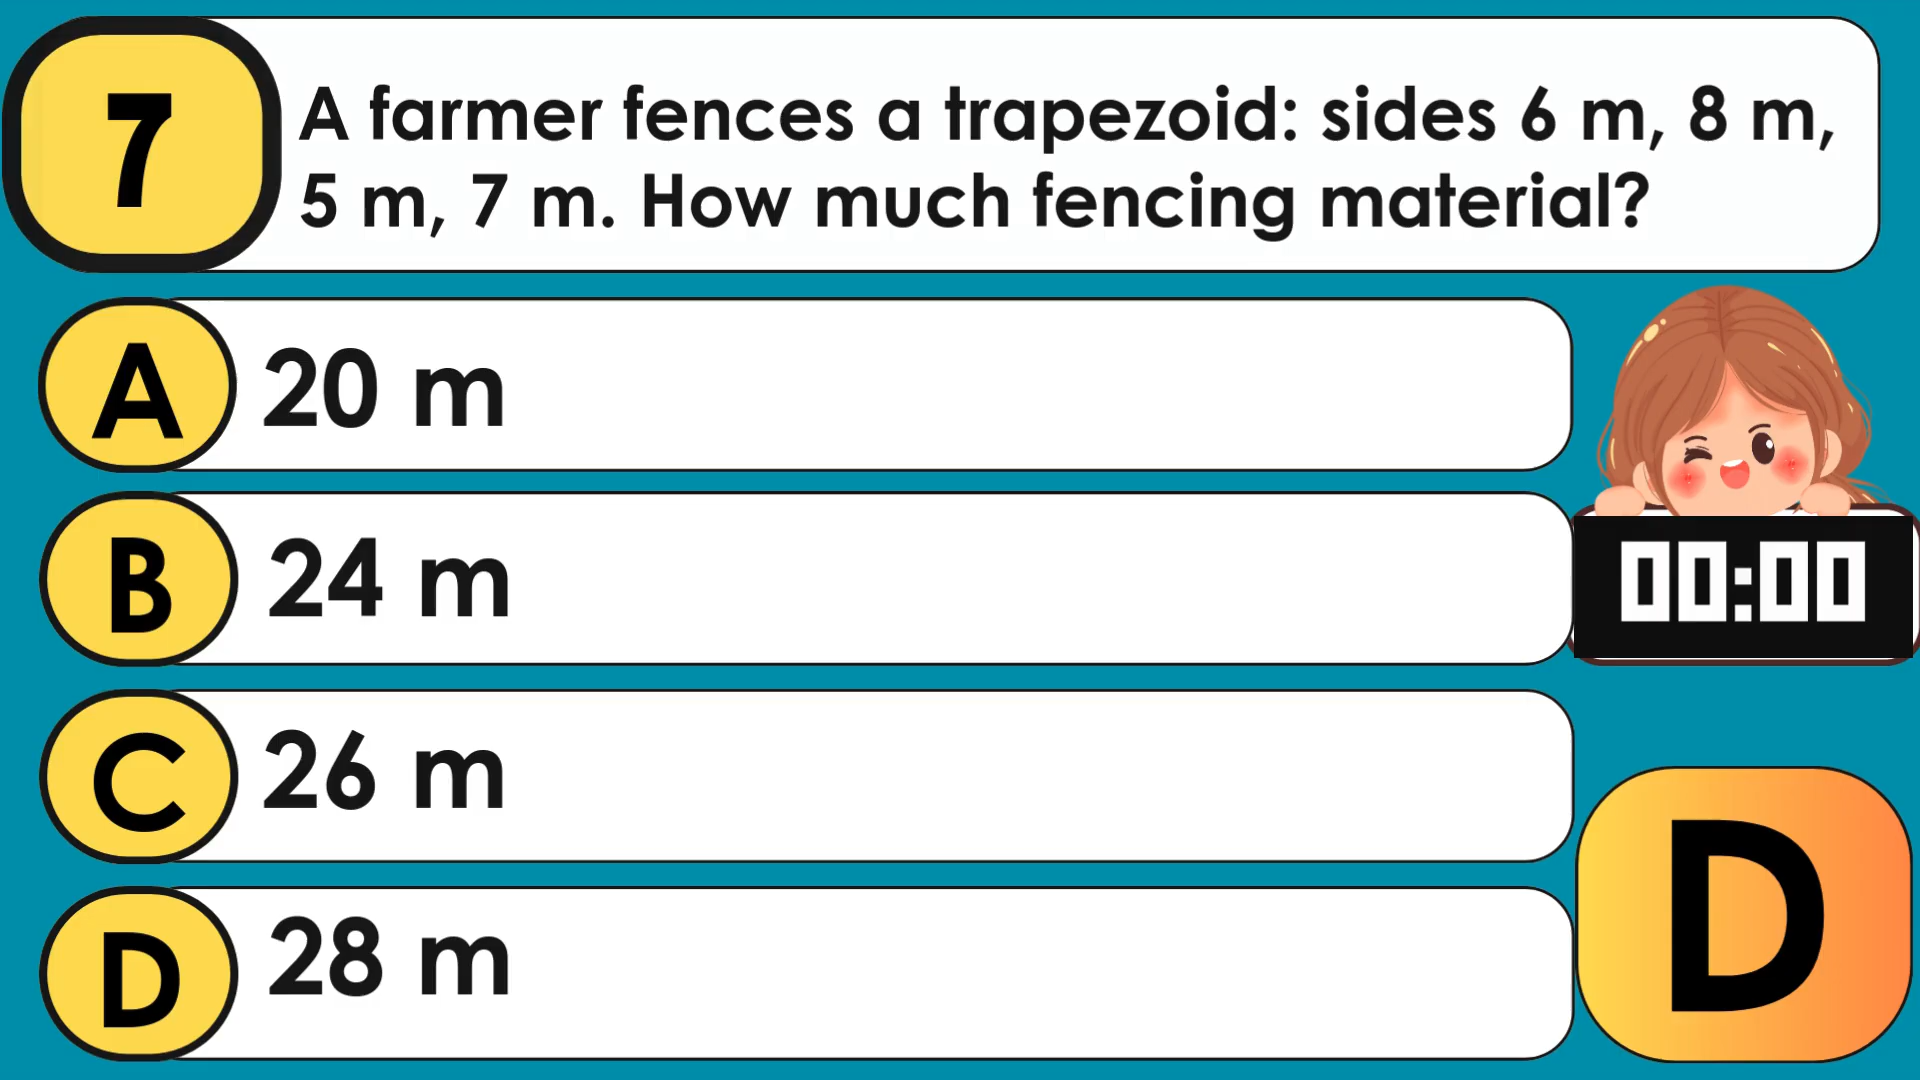 7
A farmer fences a trapezoid: sides 6 m, 8 m,
5 m, 7 m. How much fencing material?
A
20 m
B
24 m
00:00
C
26 m
D
28 m
D